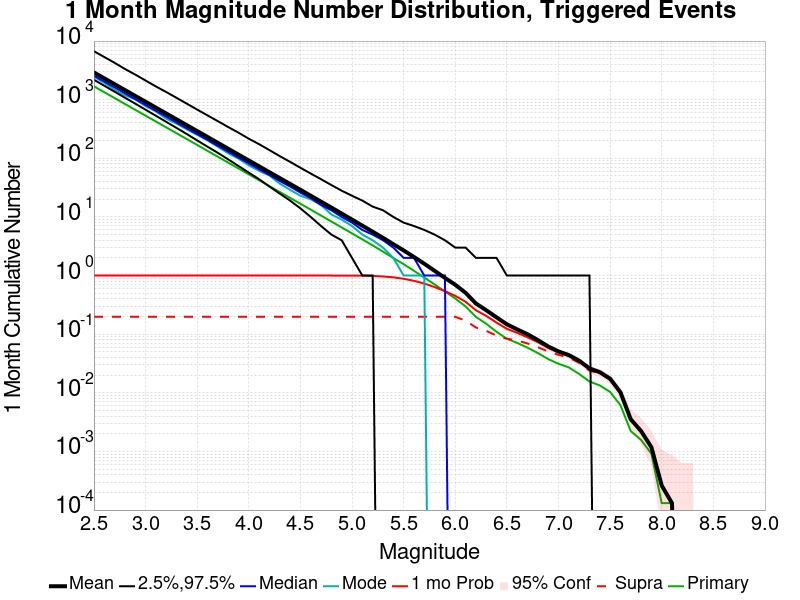 1 Month Magnitude Number Distribution, Triggered Events
1 Month Cumulative Number
10^4
10^3
10^2
10^1
10^0
10^-1
10^-2
10^-3
10^-4
2.5 3.0 3.5 4.0 4.5 5.0 5.5 6.0 6.5 7.0 7.5 8.0 8.5 9.0
Magnitude
Mean 2.5%,97.5% Median Mode 1 mo Prob 95% Conf Supra Primary